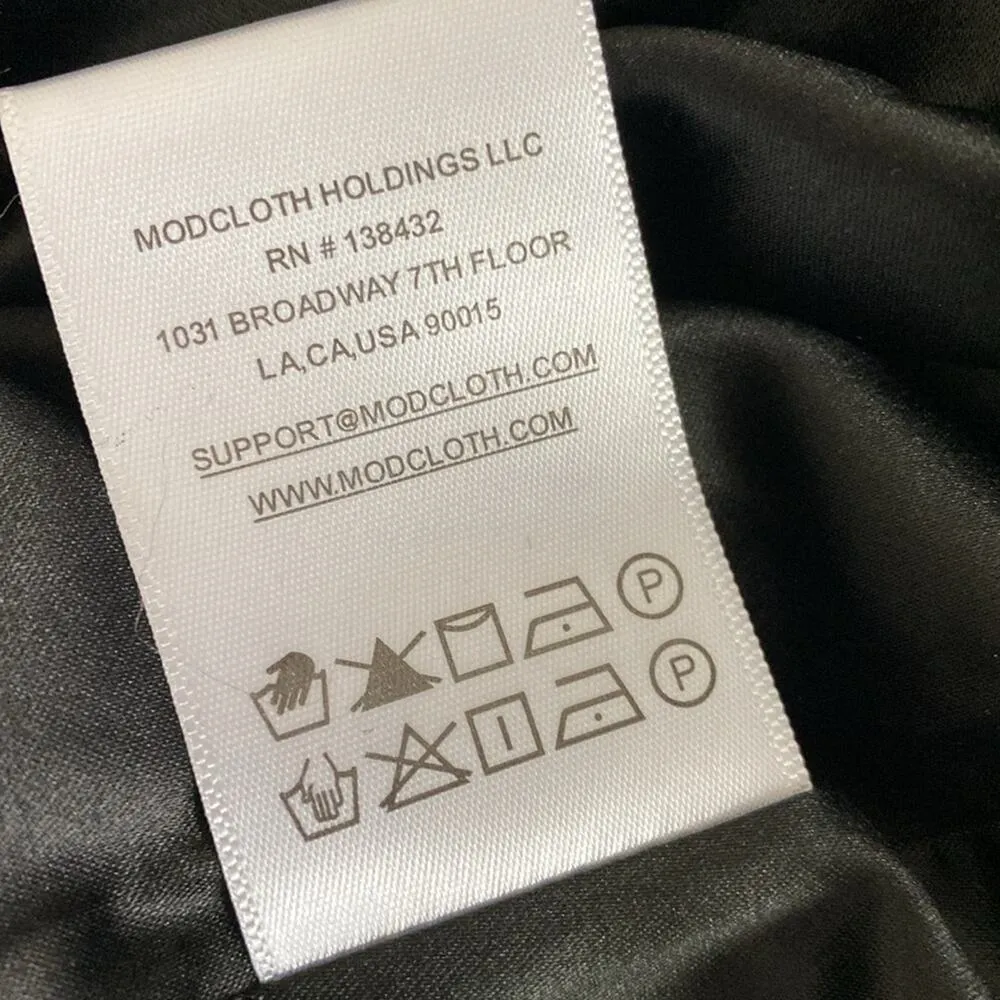 MODCLOTH HOLDINGS LLC
RN # 138432
1031 BROADWAY 7TH FLOOR
LA,CA,USA 90015
SUPPORT@MODCLOTH.COM
WWW.MODCLOTH.COM
P
P